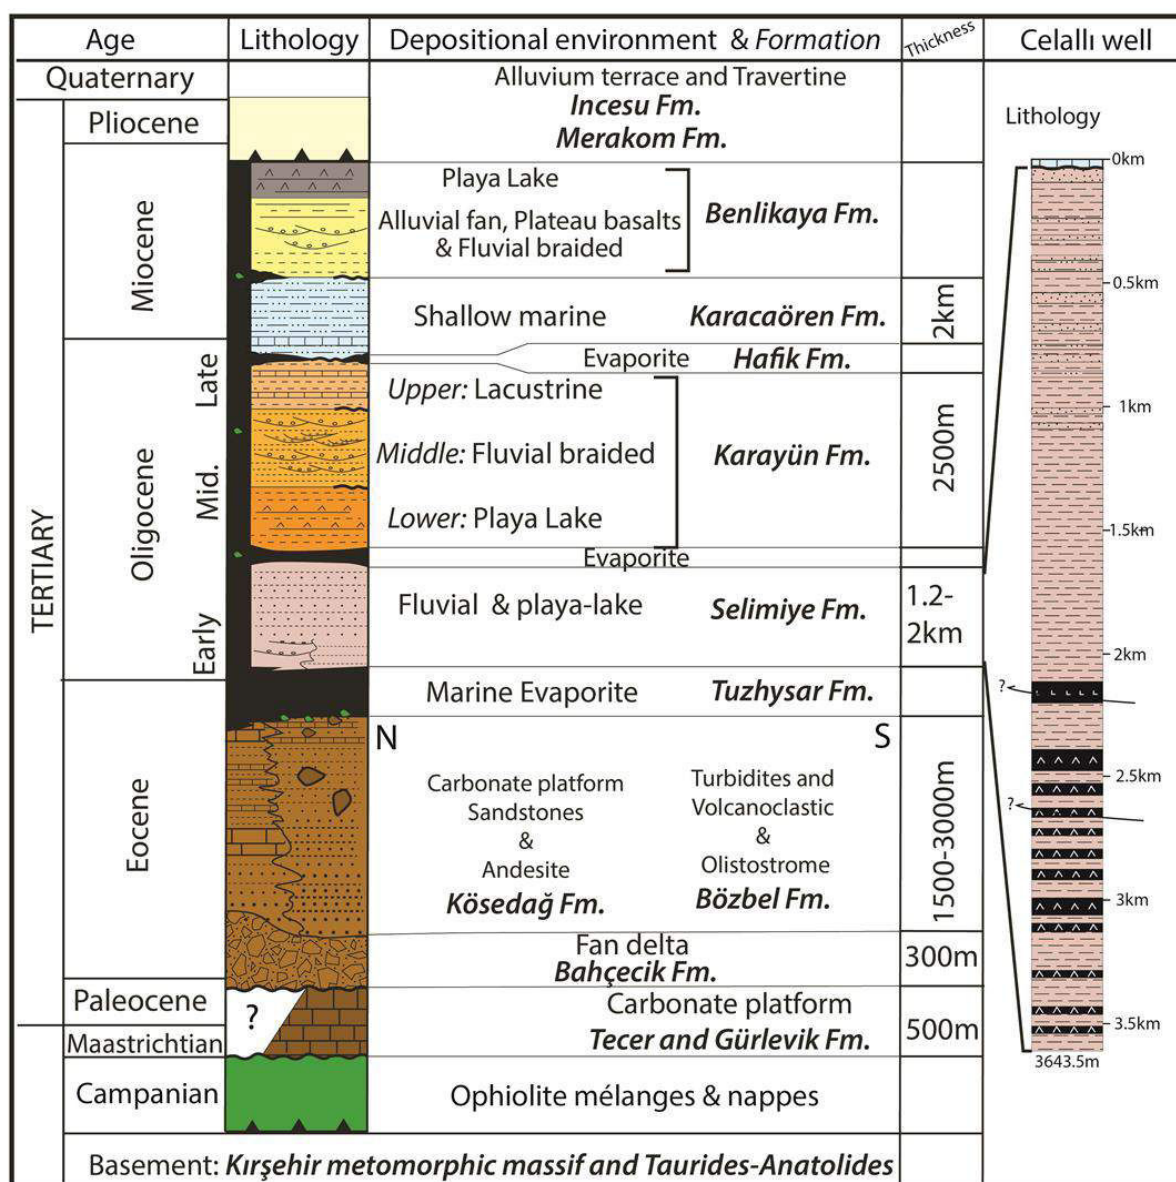 Age
Lithology
Depositional environment & Formation
Thickness
Celallı well
Quaternary
Alluvium terrace and Travertine
Incesu Fm.
Merakom Fm.
TERTIARY
Pliocene
Miocene
Playa Lake
Alluvial fan, Plateau basalts
& Fluvial braided
Benlikaya Fm.
Shallow marine
Karacaören Fm.
2km
Oligocene
Late
Mid.
Early
Evaporite
Hafik Fm.
Upper: Lacustrine
Middle: Fluvial braided
Lower: Playa Lake
Karayün Fm.
2500m
Evaporite
Fluvial & playa-lake
Selimiye Fm.
1.2-
2km
Marine Evaporite
Tuzhysar Fm.
Eocene
N
S
Carbonate platform
Sandstones
&
Andesite
Kösedağ Fm.
Turbidites and
Volcanoclastic
&
Olistostrome
Bözbel Fm.
1500-3000m
Fan delta
Bahçecik Fm.
300m
Paleocene
Maastrichtian
?
Carbonate platform
Tecer and Gürlevik Fm.
500m
Campanian
Ophiolite mélanges & nappes
Basement: Kırşehir metomorphic massif and Taurides-Anatolides
Lithology
0km
0.5km
1km
1.5km
2km
?
2.5km
?
3km
3.5km
3643.5m